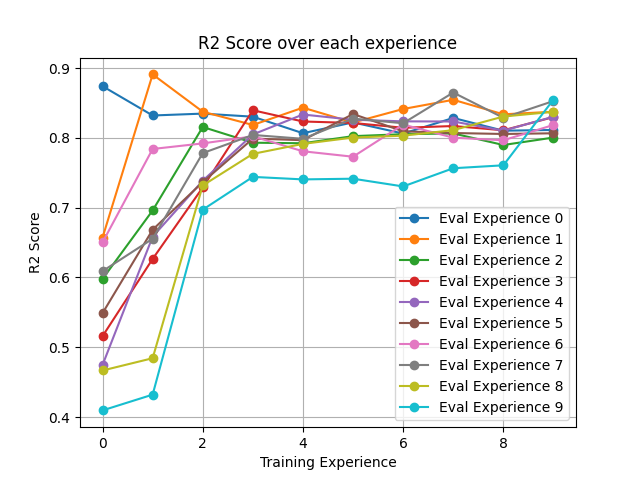 R2 Score over each experience
R2 Score
0.9
0.8
0.7
0.6
0.5
0.4
0 2 4 6 8
Training Experience
Eval Experience 0
Eval Experience 1
Eval Experience 2
Eval Experience 3
Eval Experience 4
Eval Experience 5
Eval Experience 6
Eval Experience 7
Eval Experience 8
Eval Experience 9